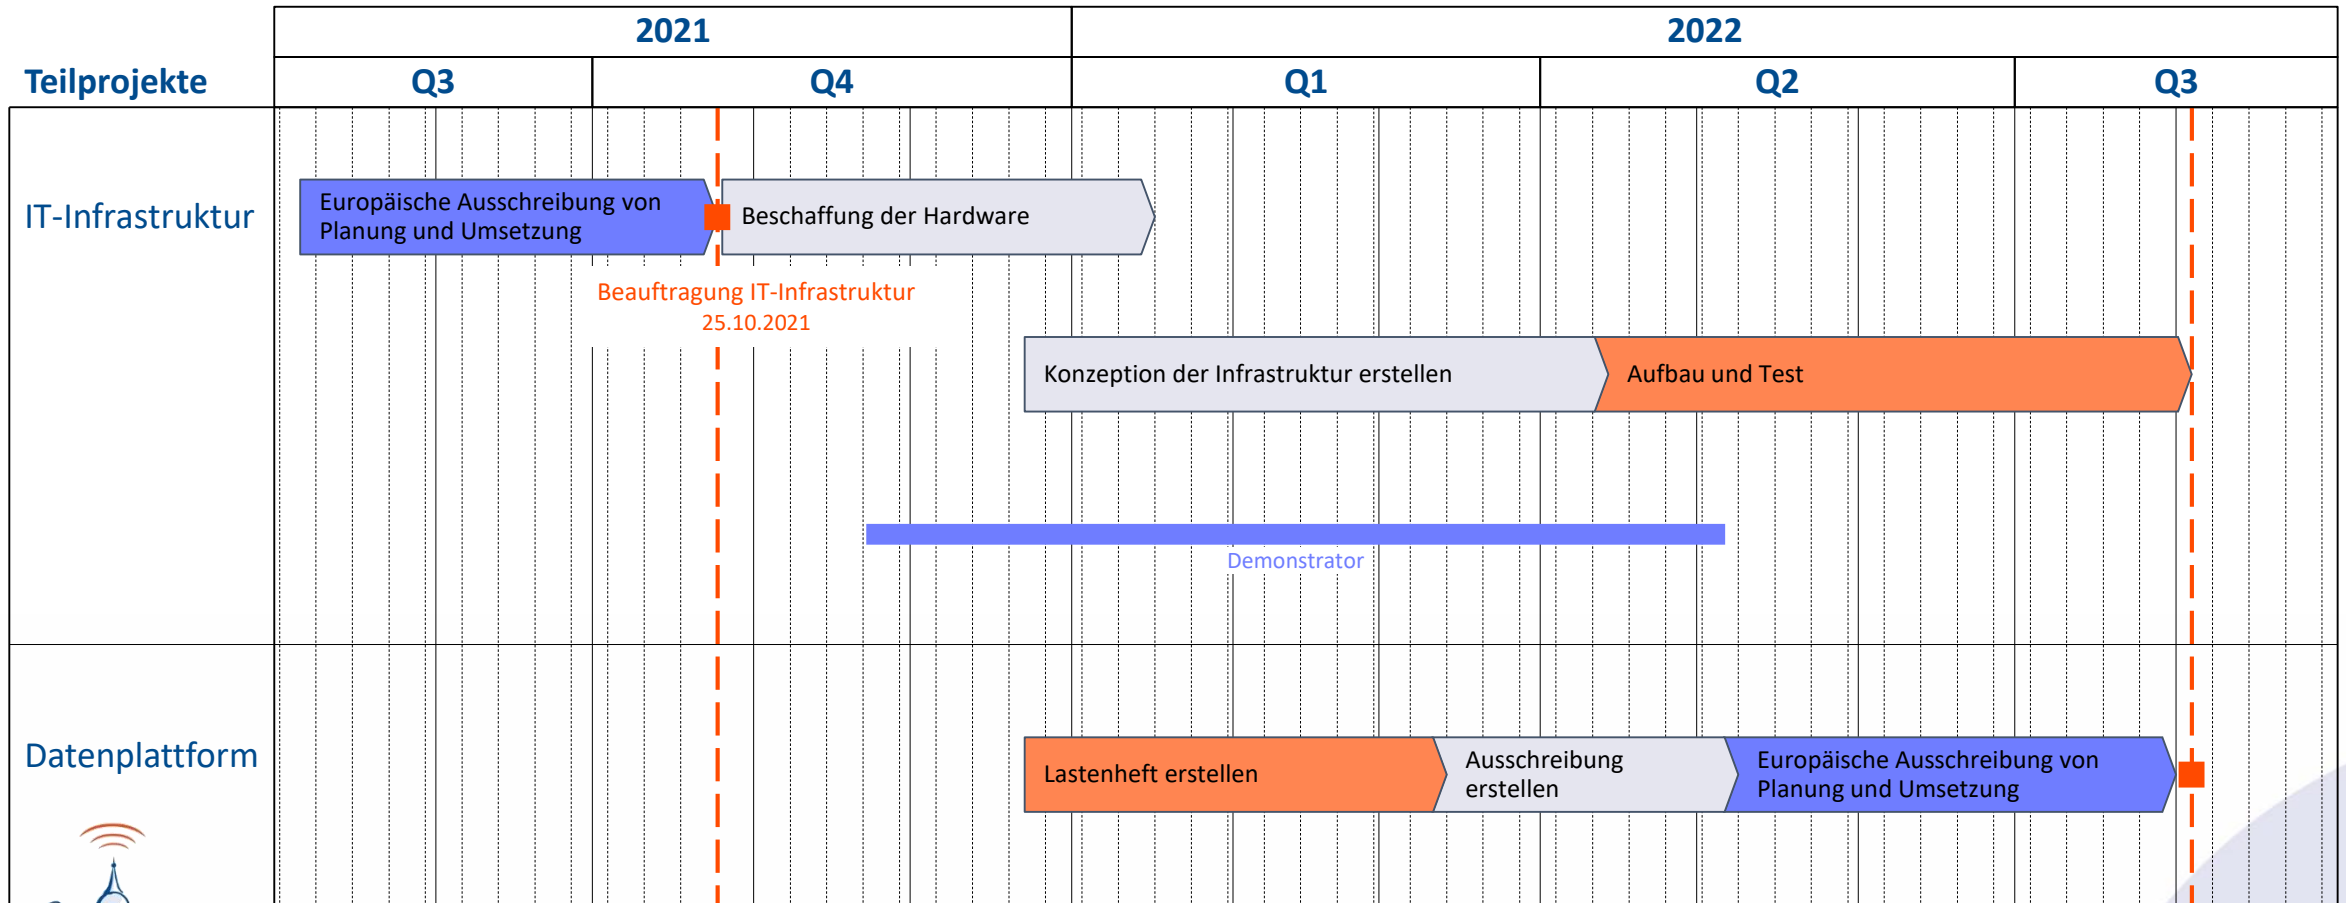 2021
2022
Teilprojekte
Q3
Q4
Q1
Q2
Q3
IT-Infrastruktur
Europäische Ausschreibung von
Planung und Umsetzung
Beschaffung der Hardware
Beauftragung IT-Infrastruktur
25.10.2021
Konzeption der Infrastruktur erstellen
Aufbau und Test
Demonstrator
Datenplattform
Lastenheft erstellen
Ausschreibung
erstellen
Europäische Ausschreibung von
Planung und Umsetzung